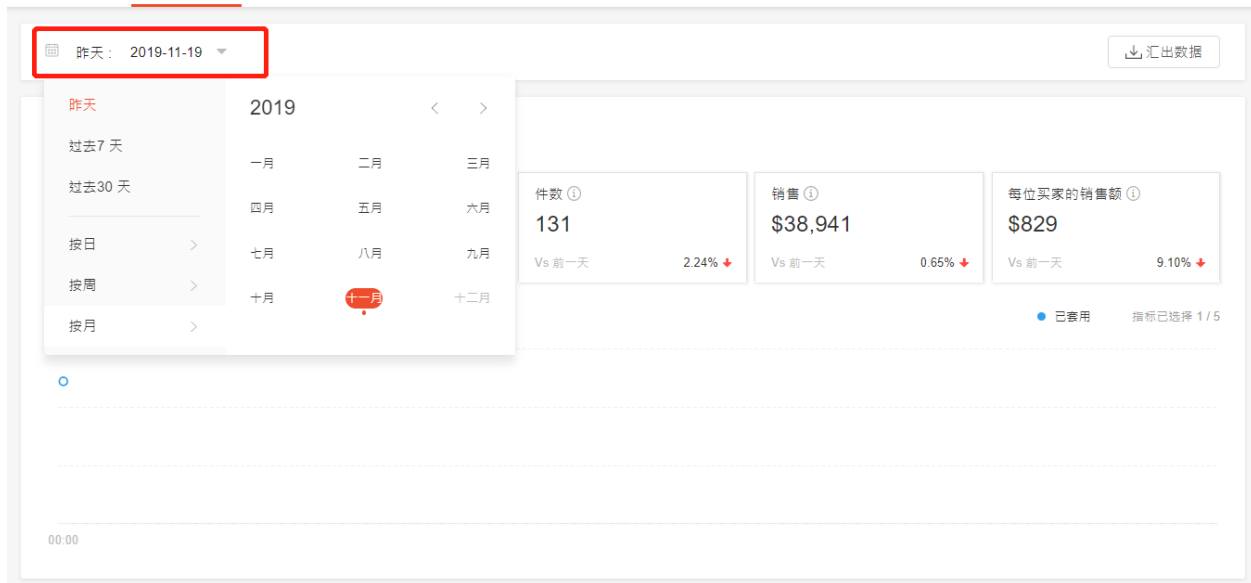 昨天 : 2019-11-19
汇出数据
昨天
过去7 天
过去30 天
按日
按周
按月
2019
一月 二月 三月
四月 五月 六月
七月 八月 九月
十月 十一月 十二月
件数
131
Vs 前一天 2.24%
销售
$38,941
Vs 前一天 0.65%
每位买家的销售额
$829
Vs 前一天 9.10%
已套用 指标已选择 1 / 5
00:00